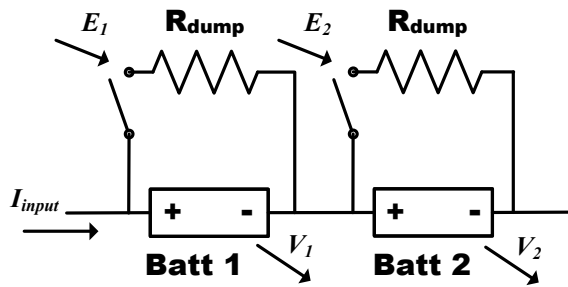 E1 Rdump E2 Rdump
Iinput + - + -
Batt 1 V1 Batt 2 V2